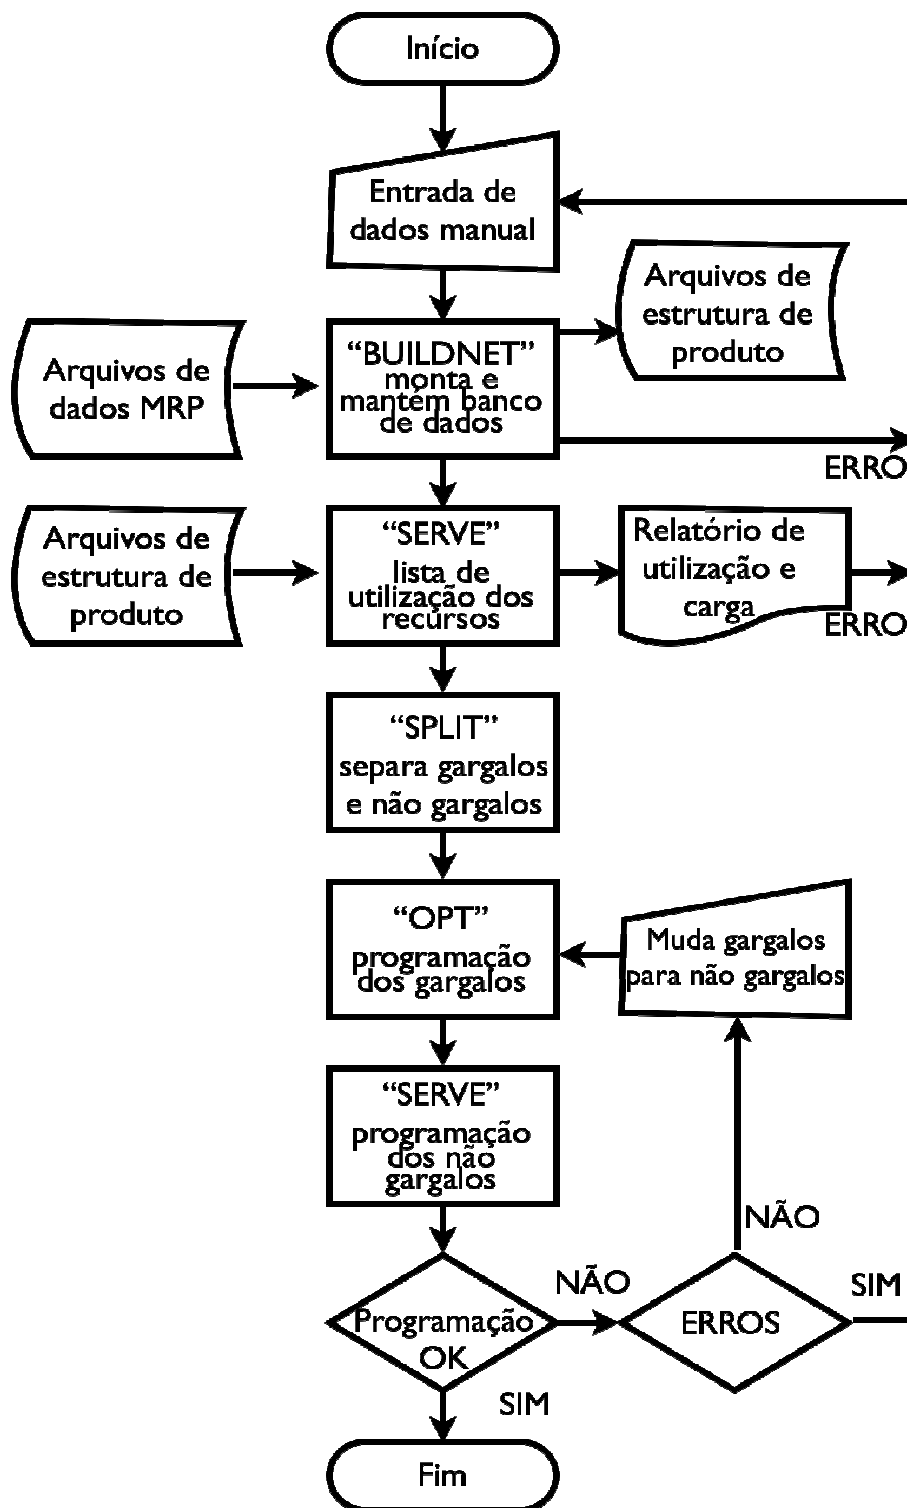 Início
Entrada de
dados manual
Arquivos de
estrutura de
produto
Arquivos de
dados MRP
“BUILDNET”
monta e
mantém banco
de dados
ERRO
Arquivos de
estrutura de
produto
“SERVE”
lista de
utilização dos
recursos
Relatório de
utilização e
carga
ERRO
“SPLIT”
separa gargalos
e não gargalos
“OPT”
programação
dos gargalos
Muda gargalos
para não gargalos
“SERVE”
programação
dos não
gargalos
NÃO
Programação
OK
NÃO
ERROS
SIM
SIM
Fim